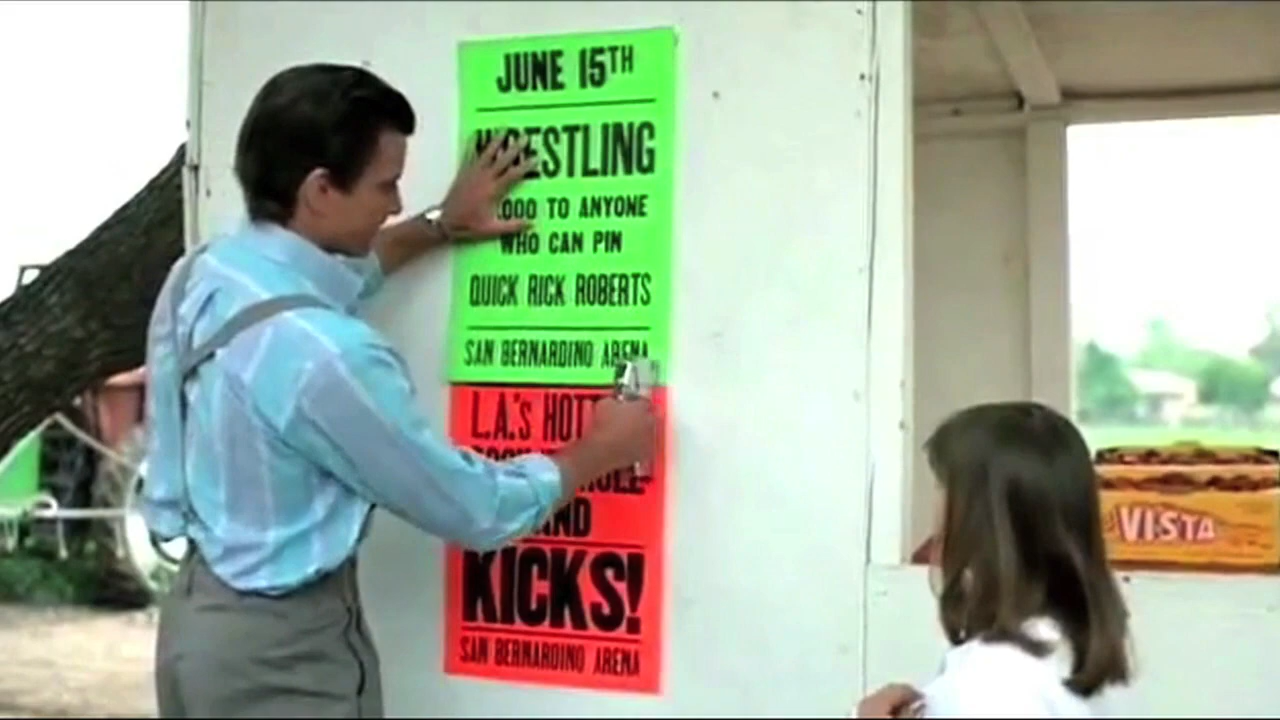 JUNE 15TH
WRESTLING
,000 TO ANYONE
WHO CAN PIN
QUICK RICK ROBERTS
SAN BERNARDINO ARENA
L.A.'s HOTT
AND
KICKS!
SAN BERNARDINO ARENA
VISTA